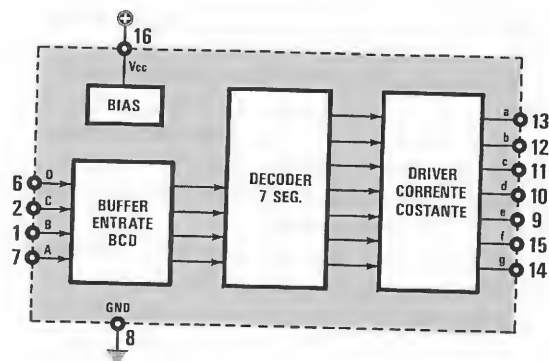 16
Vcc
BIAS
6 D
2 C
1 B
7 A
BUFFER
ENTRATE
BCD
DECODER
7 SEG.
DRIVER
CORRENTE
COSTANTE
a 13
b 12
c 11
d 10
e 9
f 15
g 14
GND
8